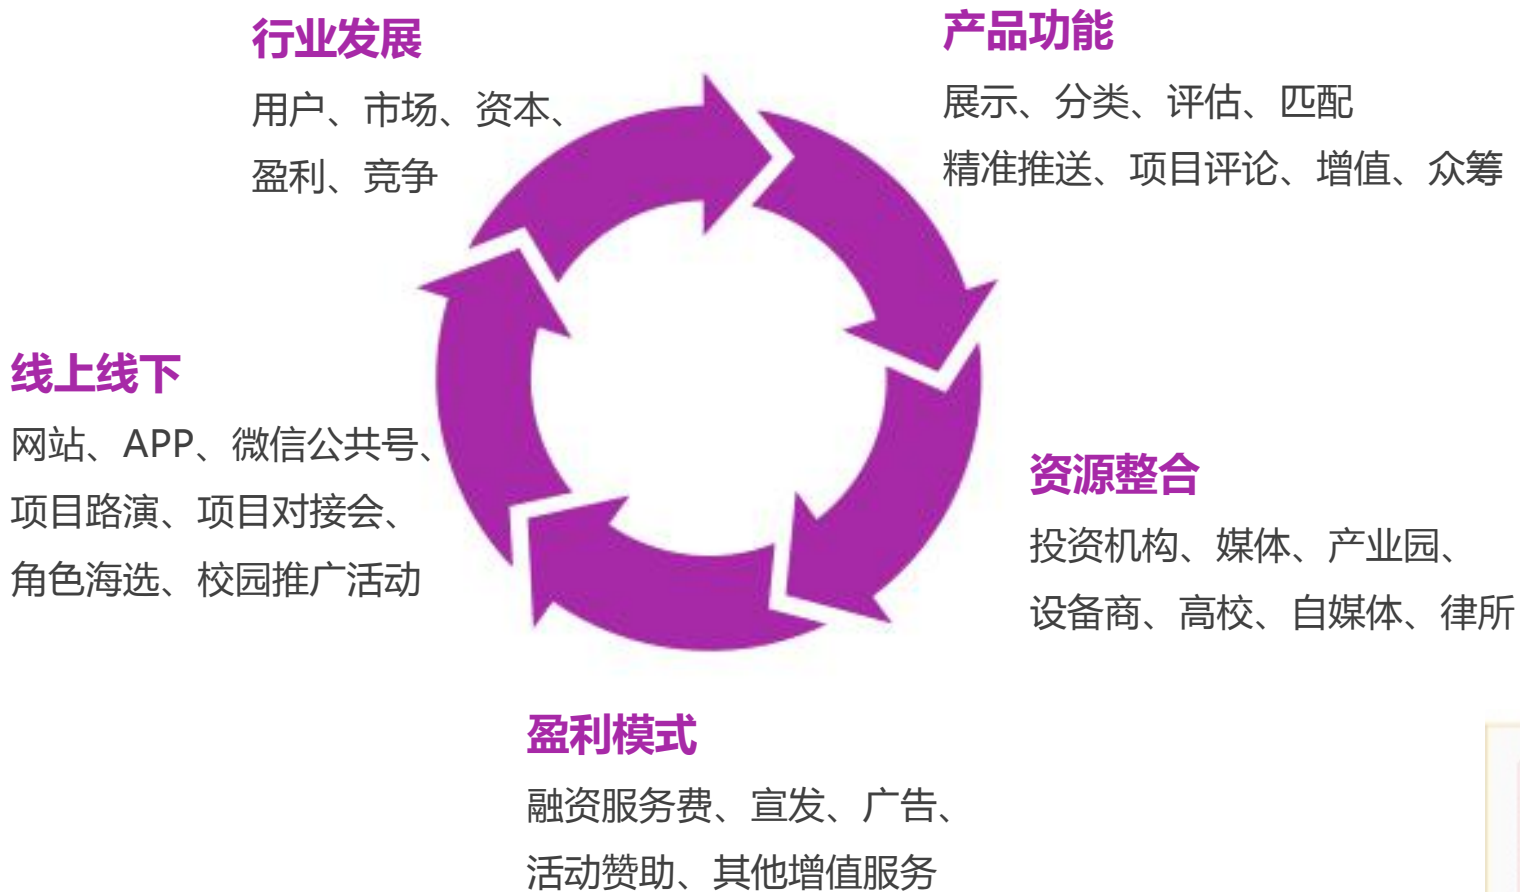 行业发展
用户、市场、资本、
盈利、竞争
产品功能
展示、分类、评估、匹配
精准推送、项目评论、增值、众筹
线上线下
网站、APP、微信公共号、
项目路演、项目对接会、
角色海选、校园推广活动
资源整合
投资机构、媒体、产业园、
设备商、高校、自媒体、律所
盈利模式
融资服务费、宣发、广告、
活动赞助、其他增值服务